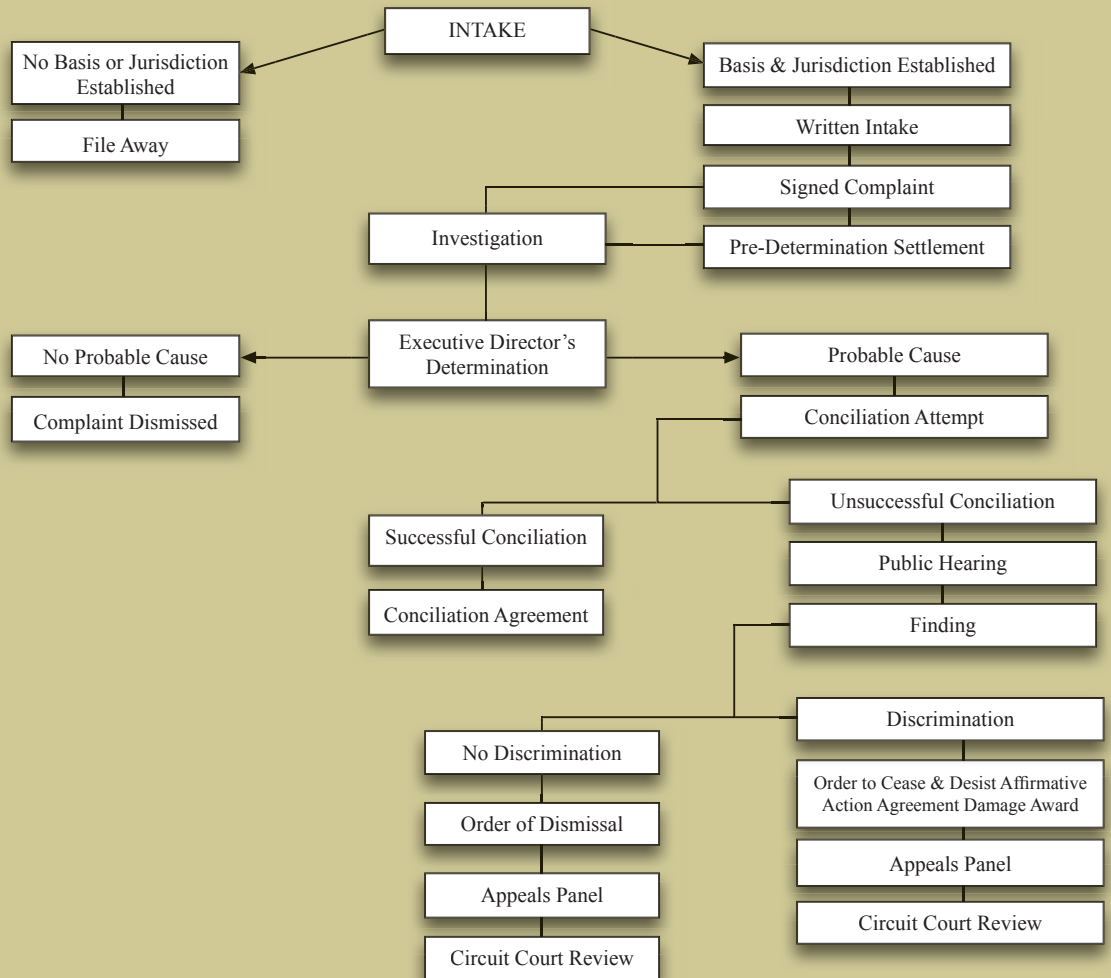 INTAKE
No Basis or Jurisdiction
Established
Basis & Jurisdiction Established
File Away
Written Intake
Signed Complaint
Investigation
Pre-Determination Settlement
Executive Director’s
Determination
No Probable Cause
Probable Cause
Complaint Dismissed
Conciliation Attempt
Unsuccessful Conciliation
Successful Conciliation
Public Hearing
Conciliation Agreement
Finding
Discrimination
No Discrimination
Order to Cease & Desist Affirmative
Action Agreement Damage Award
Order of Dismissal
Appeals Panel
Appeals Panel
Circuit Court Review
Circuit Court Review